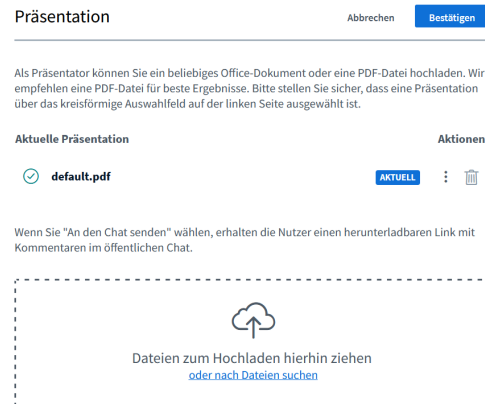 Präsentation
Abbrechen
Bestätigen
Als Präsentator können Sie ein beliebiges Office-Dokument oder eine PDF-Datei hochladen. Wir
empfehlen eine PDF-Datei für beste Ergebnisse. Bitte stellen Sie sicher, dass eine Präsentation
über das kreisförmige Auswahlfeld auf der linken Seite ausgewählt ist.
Aktuelle Präsentation
Aktionen
default.pdf
AKTUELL
Wenn Sie "An den Chat senden" wählen, erhalten die Nutzer einen herunterladbaren Link mit
Kommentaren im öffentlichen Chat.
Dateien zum Hochladen hierhin ziehen
oder nach Dateien suchen